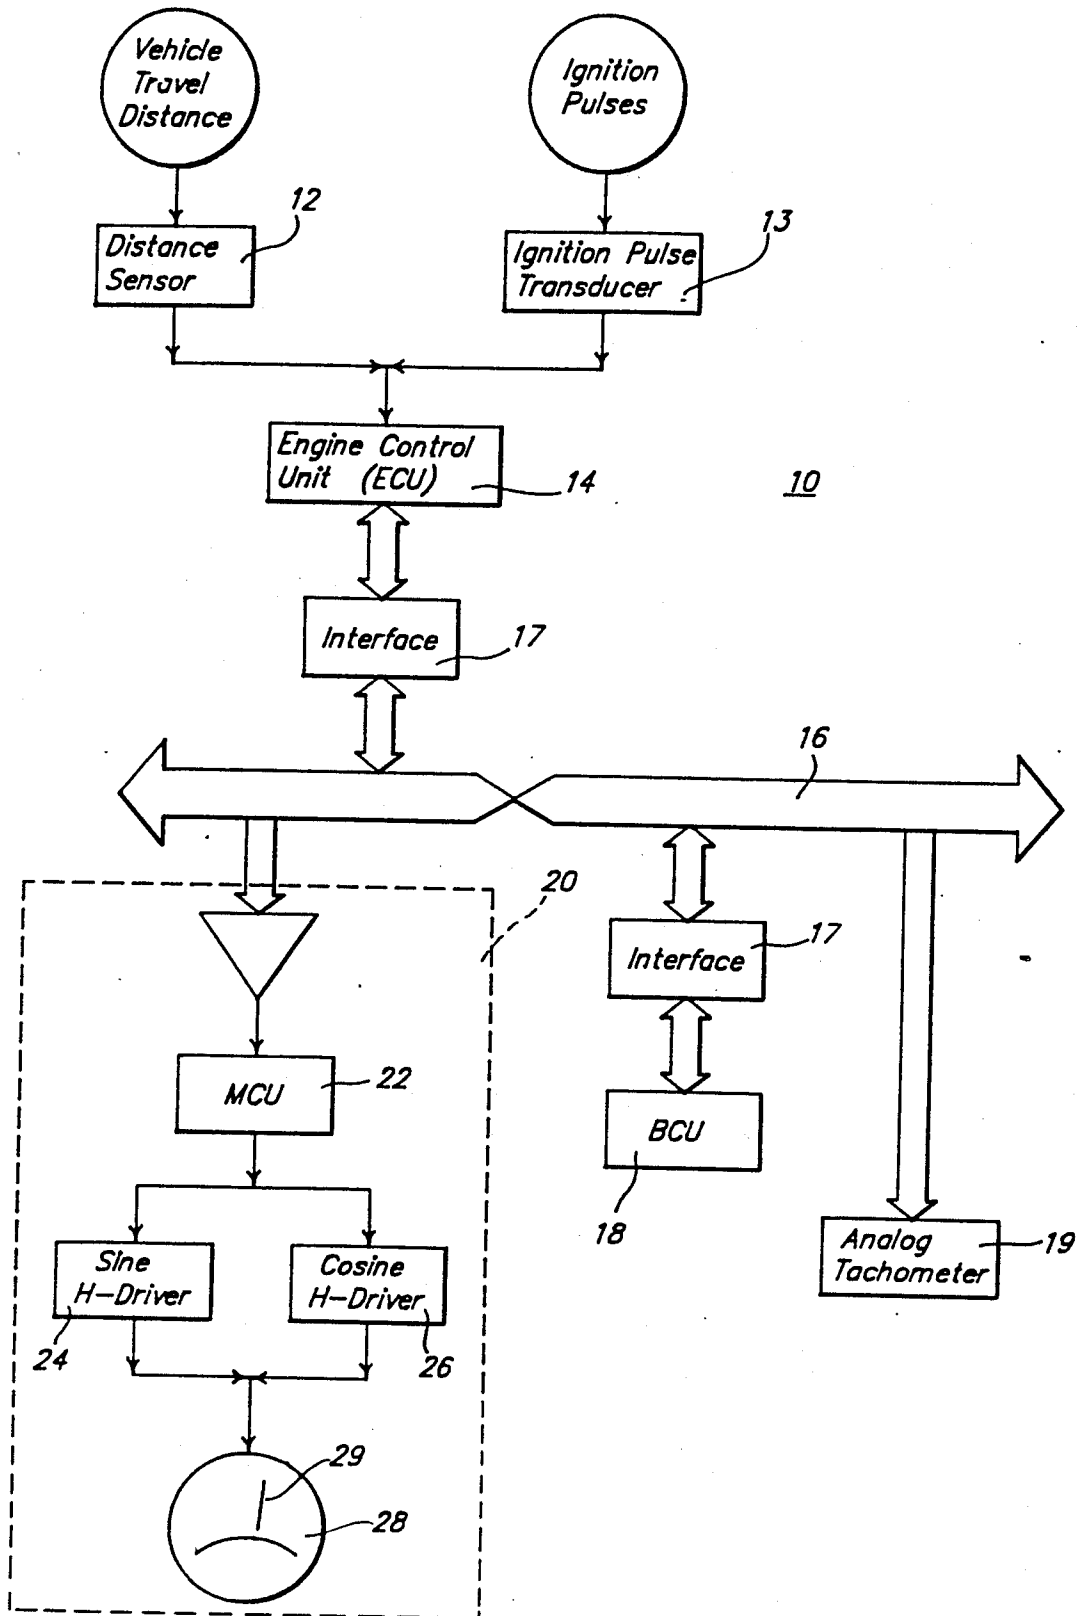 Vehicle
Travel
Distance
Ignition
Pulses
12
Distance
Sensor
13
Ignition Pulse
Transducer
Engine Control
Unit (ECU)
14
10
Interface
17
16
20
Interface
17
MCU
22
BCU
18
Sine
H-Driver
24
Cosine
H-Driver
26
Analog
Tachometer
19
29
28